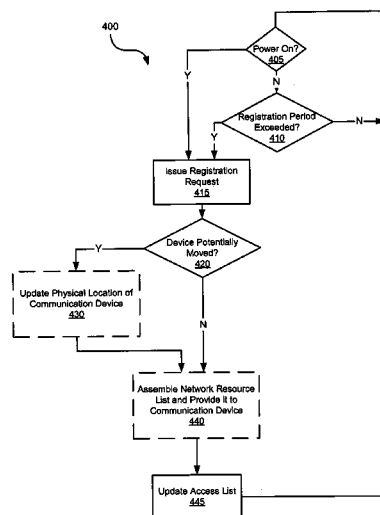 400
Power On?
405
Y
N
Registration Period
Exceeded?
410
N
Y
Issue Registration
Request
415
Device Potentially
Moved?
420
Y
Update Physical Location of
Communication Device
430
N
Assemble Network Resource
List and Provide it to
Communication Device
440
Update Access List
445